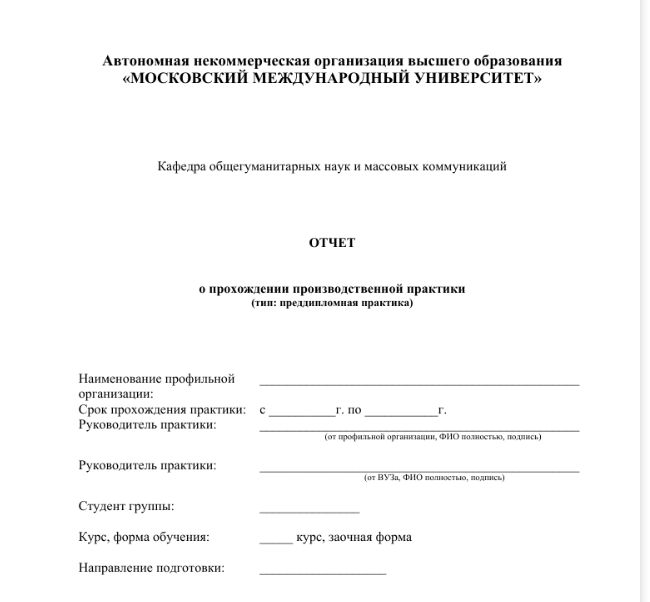 Автономная некоммерческая организация высшего образования
«МОСКОВСКИЙ МЕЖДУНАРОДНЫЙ УНИВЕРСИТЕТ»
Кафедра общегуманитарных наук и массовых коммуникаций
ОТЧЕТ
о прохождении производственной практики
(тип: преддипломная практика)
Наименование профильной организации: ________________________________________________
Срок прохождения практики: с __________г. по ___________г.
Руководитель практики: ________________________________________________
(от профильной организации, ФИО полностью, подпись)
Руководитель практики: ________________________________________________
(от ВУЗа, ФИО полностью, подпись)
Студент группы: _______________
Курс, форма обучения: _____ курс, заочная форма
Направление подготовки: ___________________